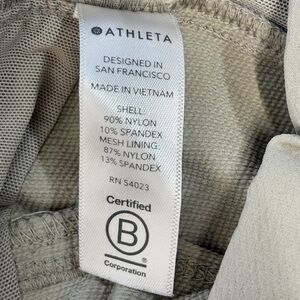 ATHLETA
DESIGNED IN
SAN FRANCISCO
MADE IN VIETNAM
SHELL:
90% NYLON
10% SPANDEX
MESH LINING:
87% NYLON
13% SPANDEX
RN 54023
Certified
B
®
Corporation